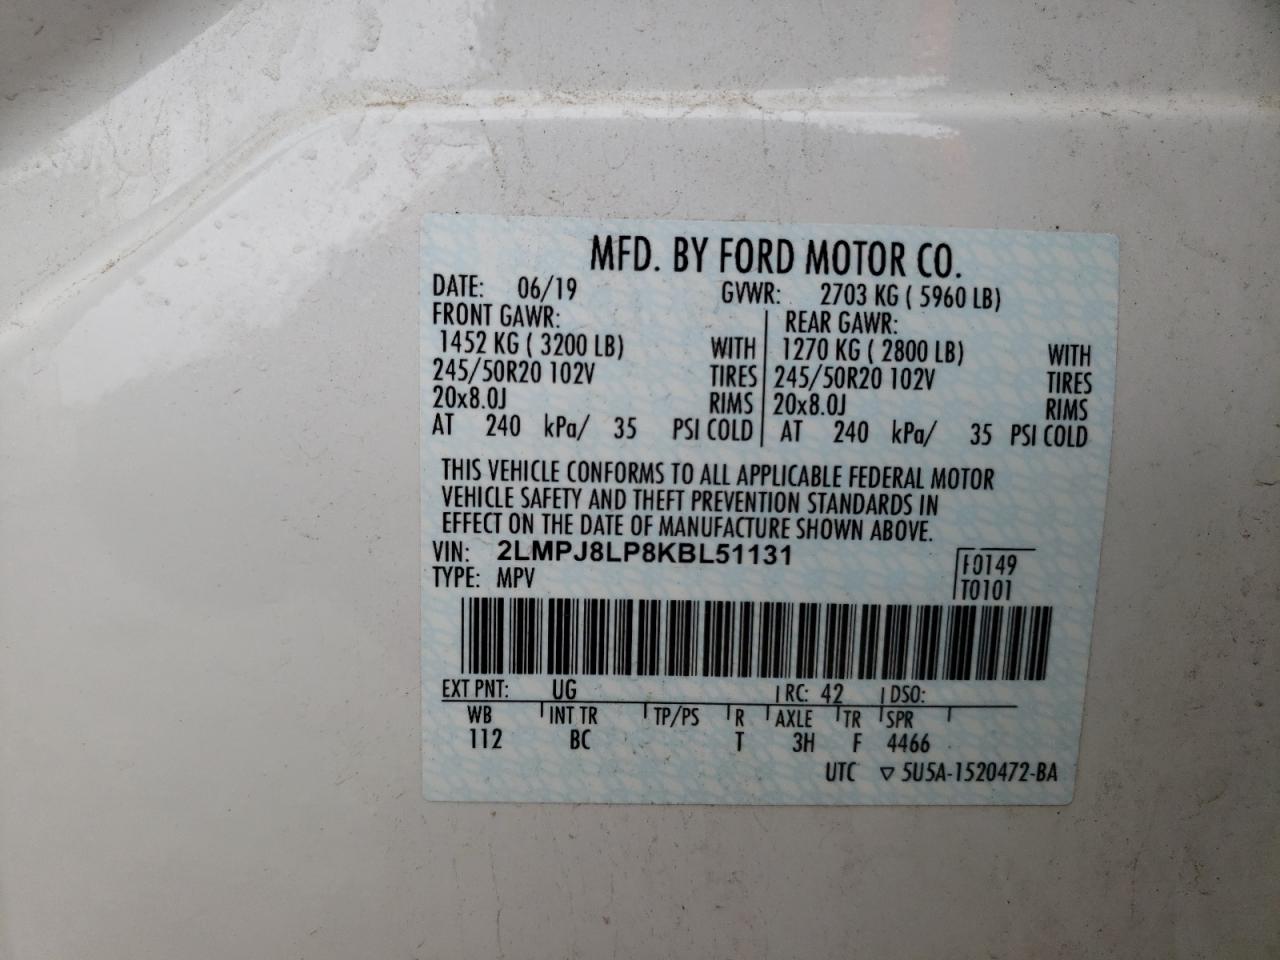 MFD. BY FORD MOTOR CO.
DATE: 06/19 GVWR: 2703 KG ( 5960 LB)
FRONT GAWR: REAR GAWR:
1452 KG ( 3200 LB) WITH 1270 KG ( 2800 LB) WITH
245/50R20 102V TIRES 245/50R20 102V TIRES
20x8.0J RIMS 20x8.0J RIMS
AT 240 kPa/ 35 PSI COLD AT 240 kPa/ 35 PSI COLD
THIS VEHICLE CONFORMS TO ALL APPLICABLE FEDERAL MOTOR
VEHICLE SAFETY AND THEFT PREVENTION STANDARDS IN
EFFECT ON THE DATE OF MANUFACTURE SHOWN ABOVE.
VIN: 2LMPJ8LP8KBL51131 F0149
TYPE: MPV T0101
EXT PNT: UG RC: 42 DSO:
WB INT TR TP/PS R AXLE TR SPR
112 BC T 3H F 4466
UTC ▽ 5U5A-1520472-BA